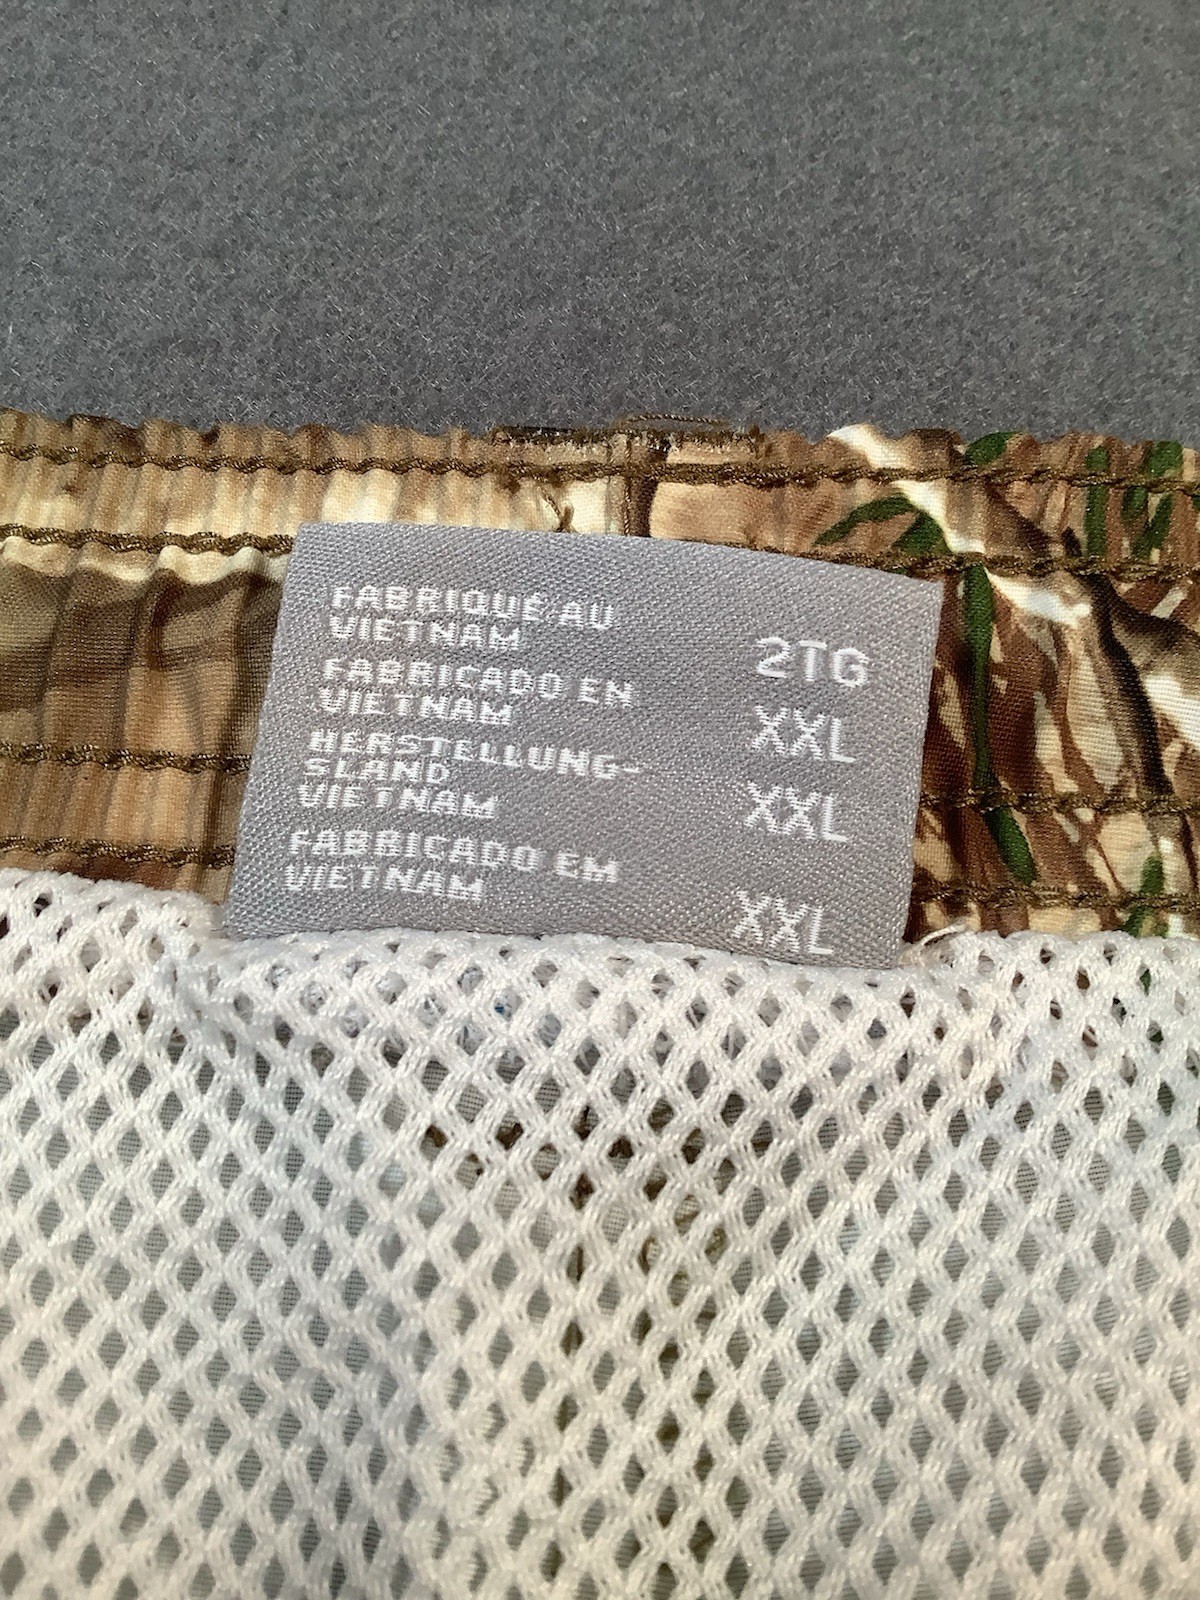 FABRIQUÉ AU
VIETNAM
2TG
FABRICADO EN
VIETNAM
XXL
HERSTELLUNG-
SLAND
VIETNAM
XXL
FABRICADO EM
VIETNAM
XXL